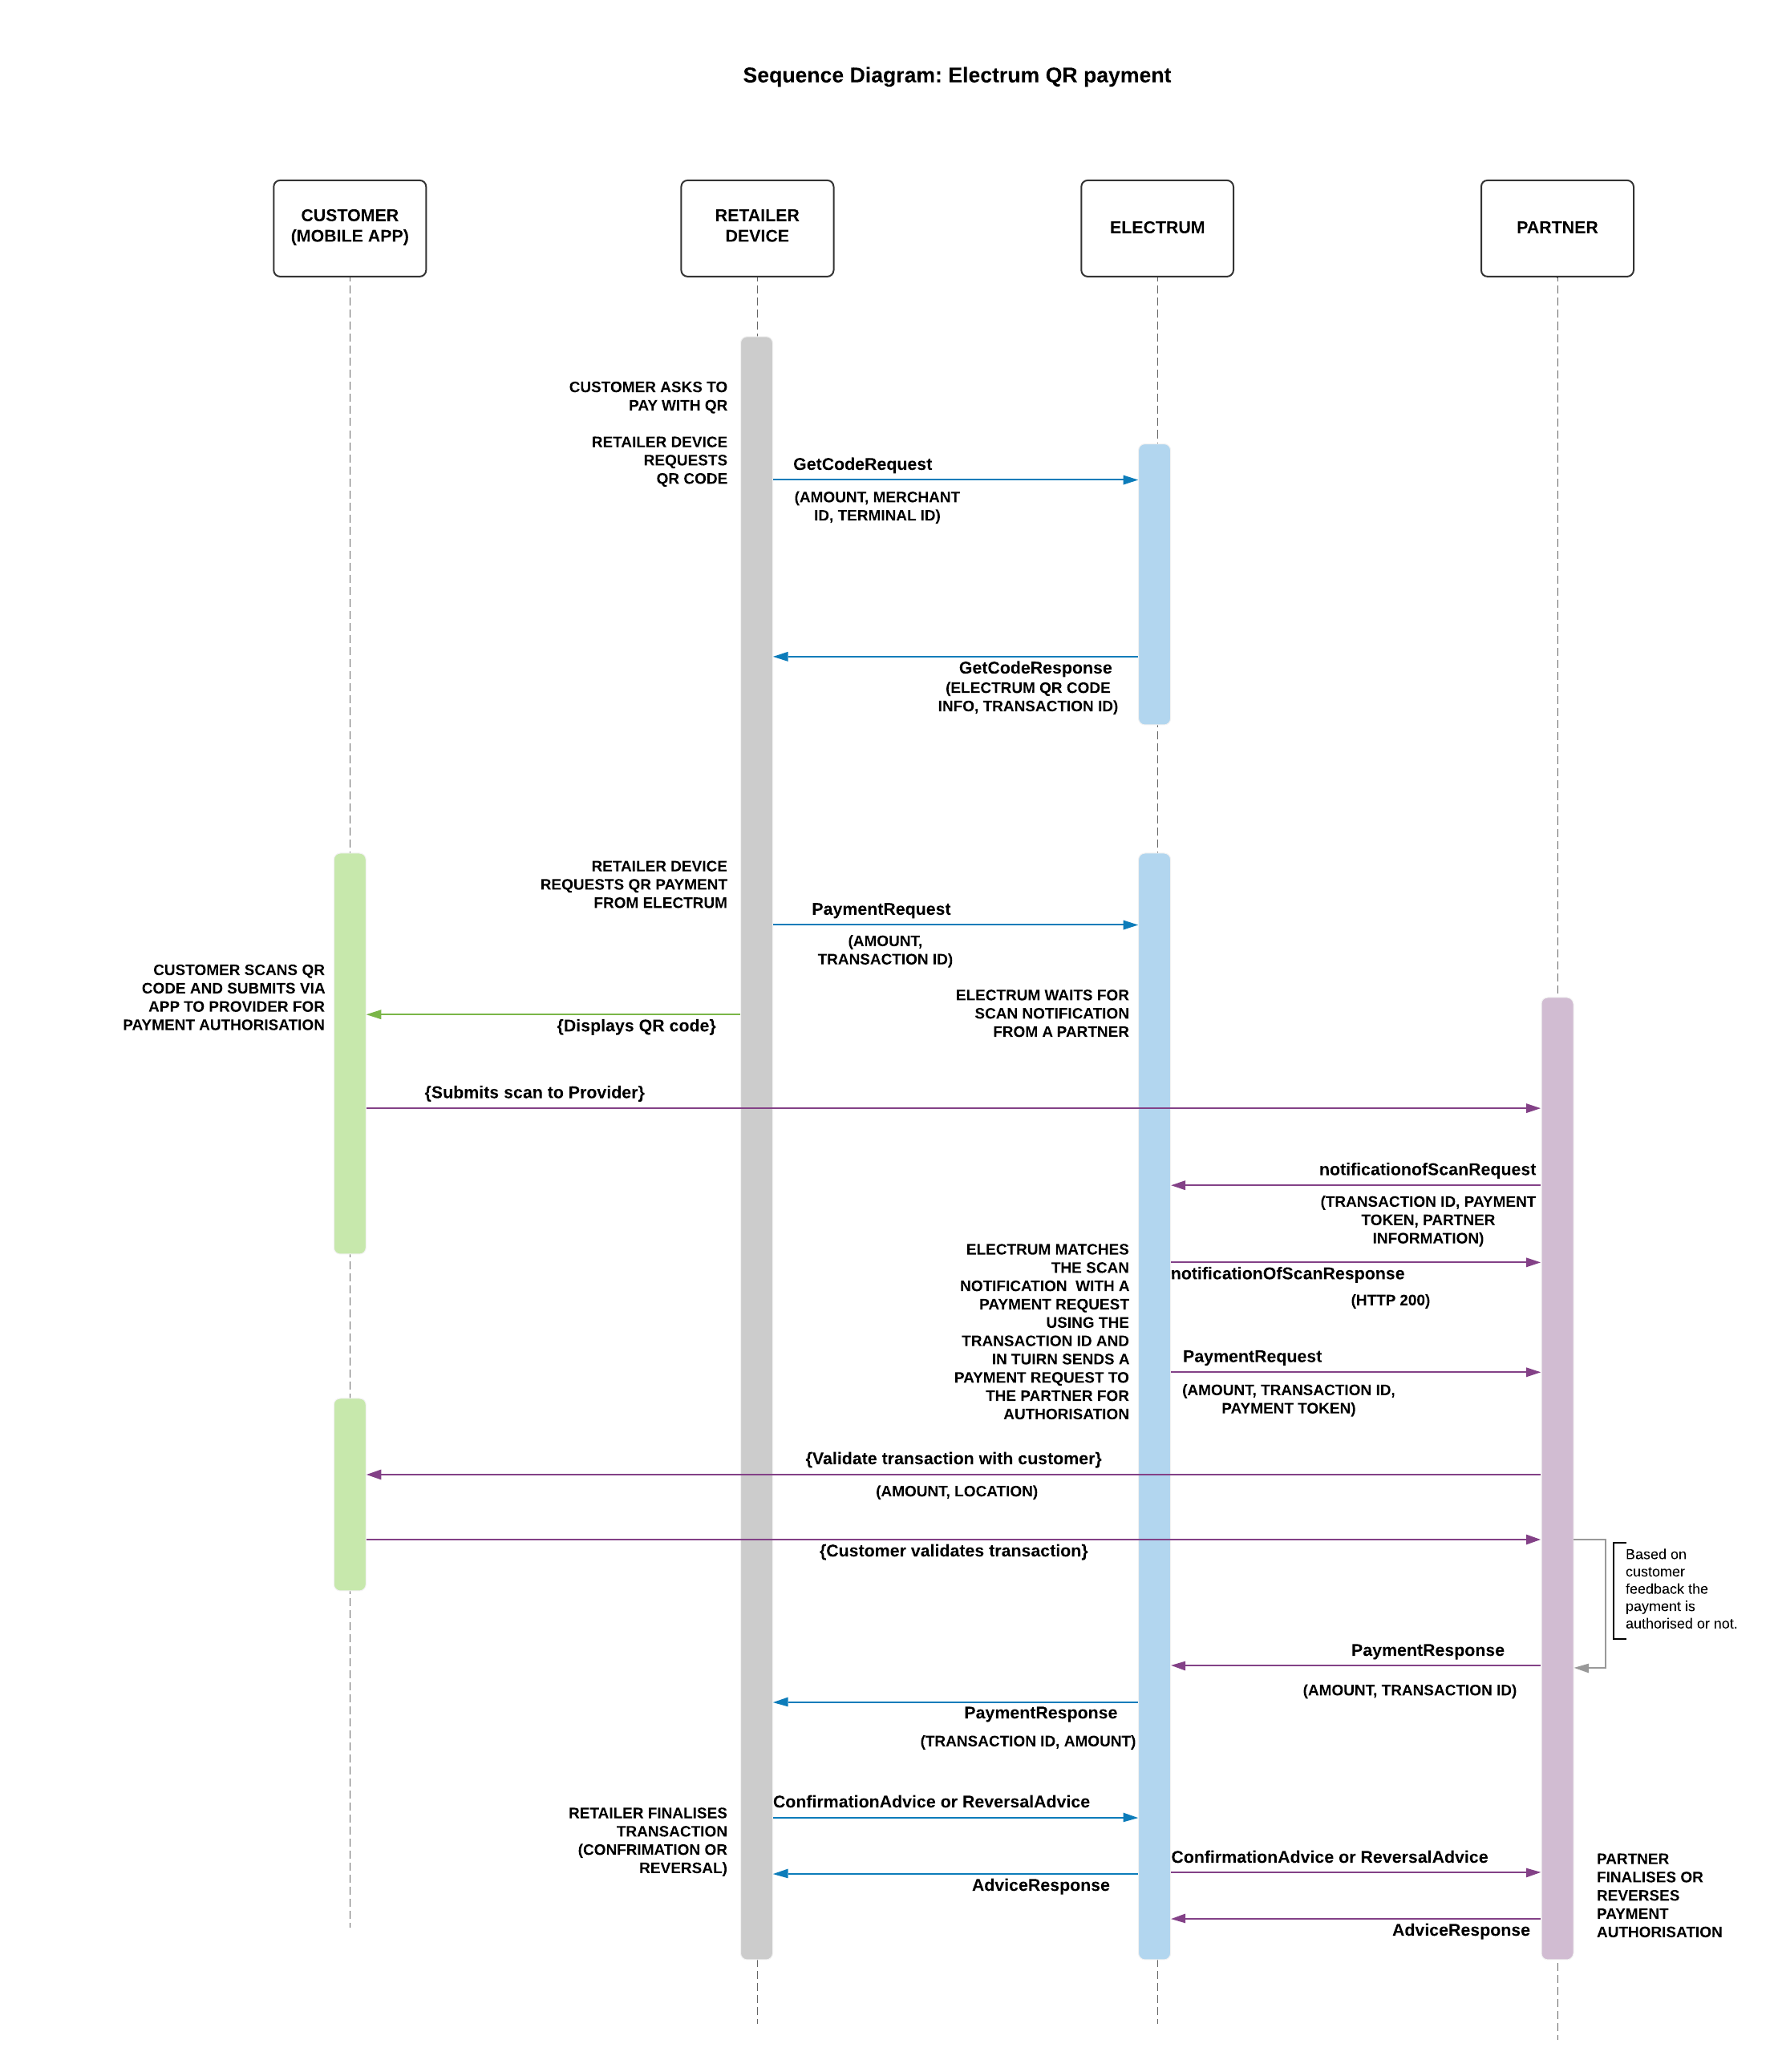 Sequence Diagram: Electrum QR payment
CUSTOMER
(MOBILE APP)
RETAILER
DEVICE
ELECTRUM
PARTNER
CUSTOMER ASKS TO
PAY WITH QR
RETAILER DEVICE
REQUESTS
QR CODE
GetCodeRequest
(AMOUNT, MERCHANT
ID, TERMINAL ID)
GetCodeResponse
(ELECTRUM QR CODE
INFO, TRANSACTION ID)
RETAILER DEVICE
REQUESTS QR PAYMENT
FROM ELECTRUM
PaymentRequest
(AMOUNT,
TRANSACTION ID)
CUSTOMER SCANS QR
CODE AND SUBMITS VIA
APP TO PROVIDER FOR
PAYMENT AUTHORISATION
{Displays QR code}
ELECTRUM WAITS FOR
SCAN NOTIFICATION
FROM A PARTNER
{Submits scan to Provider}
notificationofScanRequest
(TRANSACTION ID, PAYMENT
TOKEN, PARTNER
INFORMATION)
ELECTRUM MATCHES
THE SCAN
NOTIFICATION  WITH A
PAYMENT REQUEST
USING THE
TRANSACTION ID AND
IN TUIRN SENDS A
PAYMENT REQUEST TO
THE PARTNER FOR
AUTHORISATION
notificationOfScanResponse
(HTTP 200)
PaymentRequest
(AMOUNT, TRANSACTION ID,
PAYMENT TOKEN)
{Validate transaction with customer}
(AMOUNT, LOCATION)
{Customer validates transaction}
Based on
customer
feedback the
payment is
authorised or not.
PaymentResponse
(AMOUNT, TRANSACTION ID)
PaymentResponse
(TRANSACTION ID, AMOUNT)
ConfirmationAdvice or ReversalAdvice
RETAILER FINALISES
TRANSACTION
(CONFRIMATION OR
REVERSAL)
AdviceResponse
ConfirmationAdvice or ReversalAdvice
AdviceResponse
PARTNER
FINALISES OR
REVERSES
PAYMENT
AUTHORISATION